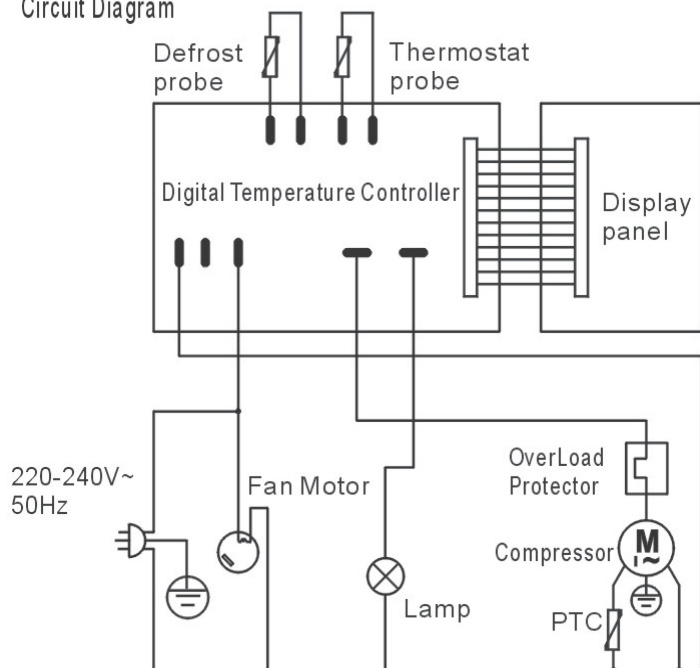 Circuit Diagram
Defrost
probe
Thermostat
probe
Digital Temperature Controller
Display
panel
220-240V~
50Hz
Fan Motor
OverLoad
Protector
M
1~
Compressor
Lamp
PTC